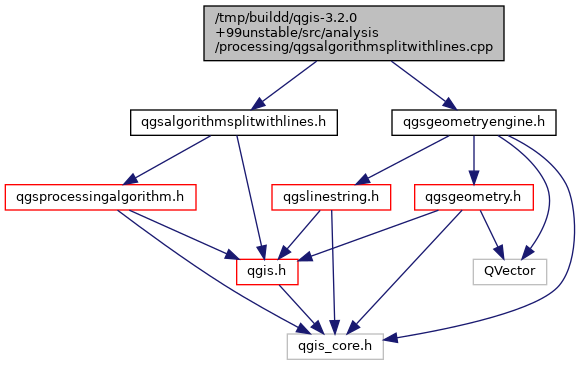 /tmp/buildd/qgis-3.2.0
+99unstable/src/analysis
/processing/qgsalgorithmsplitwithlines.cpp
qgsalgorithmsplitwithlines.h
qgsgeometryengine.h
qgsprocessingalgorithm.h
qgslinestring.h
qgsgeometry.h
qgis.h
QVector
qgis_core.h